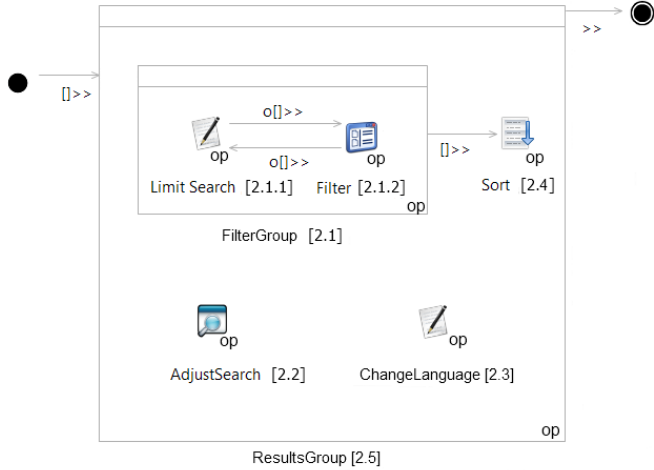 >>
[]>>
o[]>>
op
op
o[]>>
[]>>
op
Limit Search [2.1.1]
Filter [2.1.2]
Sort [2.4]
op
FilterGroup [2.1]
op
op
AdjustSearch [2.2]
ChangeLanguage [2.3]
op
ResultsGroup [2.5]